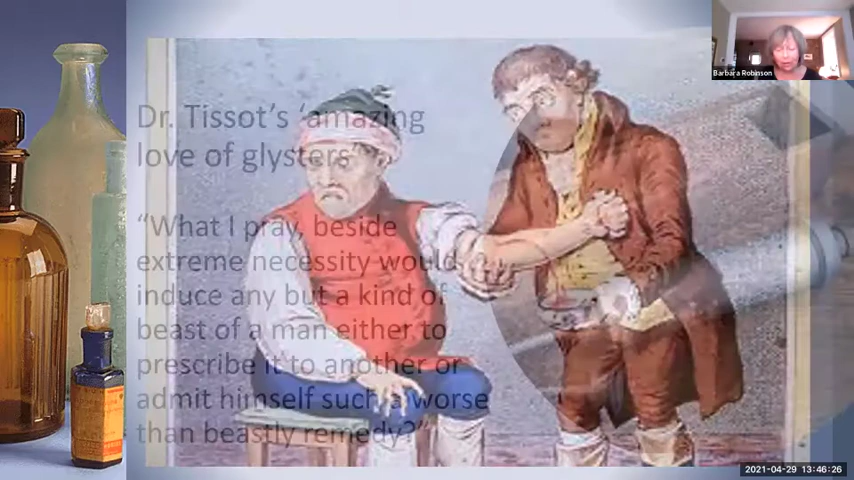 Dr. Tissot's 'amazing
love of glysters'
"What I pray, beside
extreme necessity would
induce any but a kind of
beast of a man either to
prescribe it to another or
admit himself such a worse
than beastly remedy?"
Barbara Robinson
2021-04-29 13:46:26